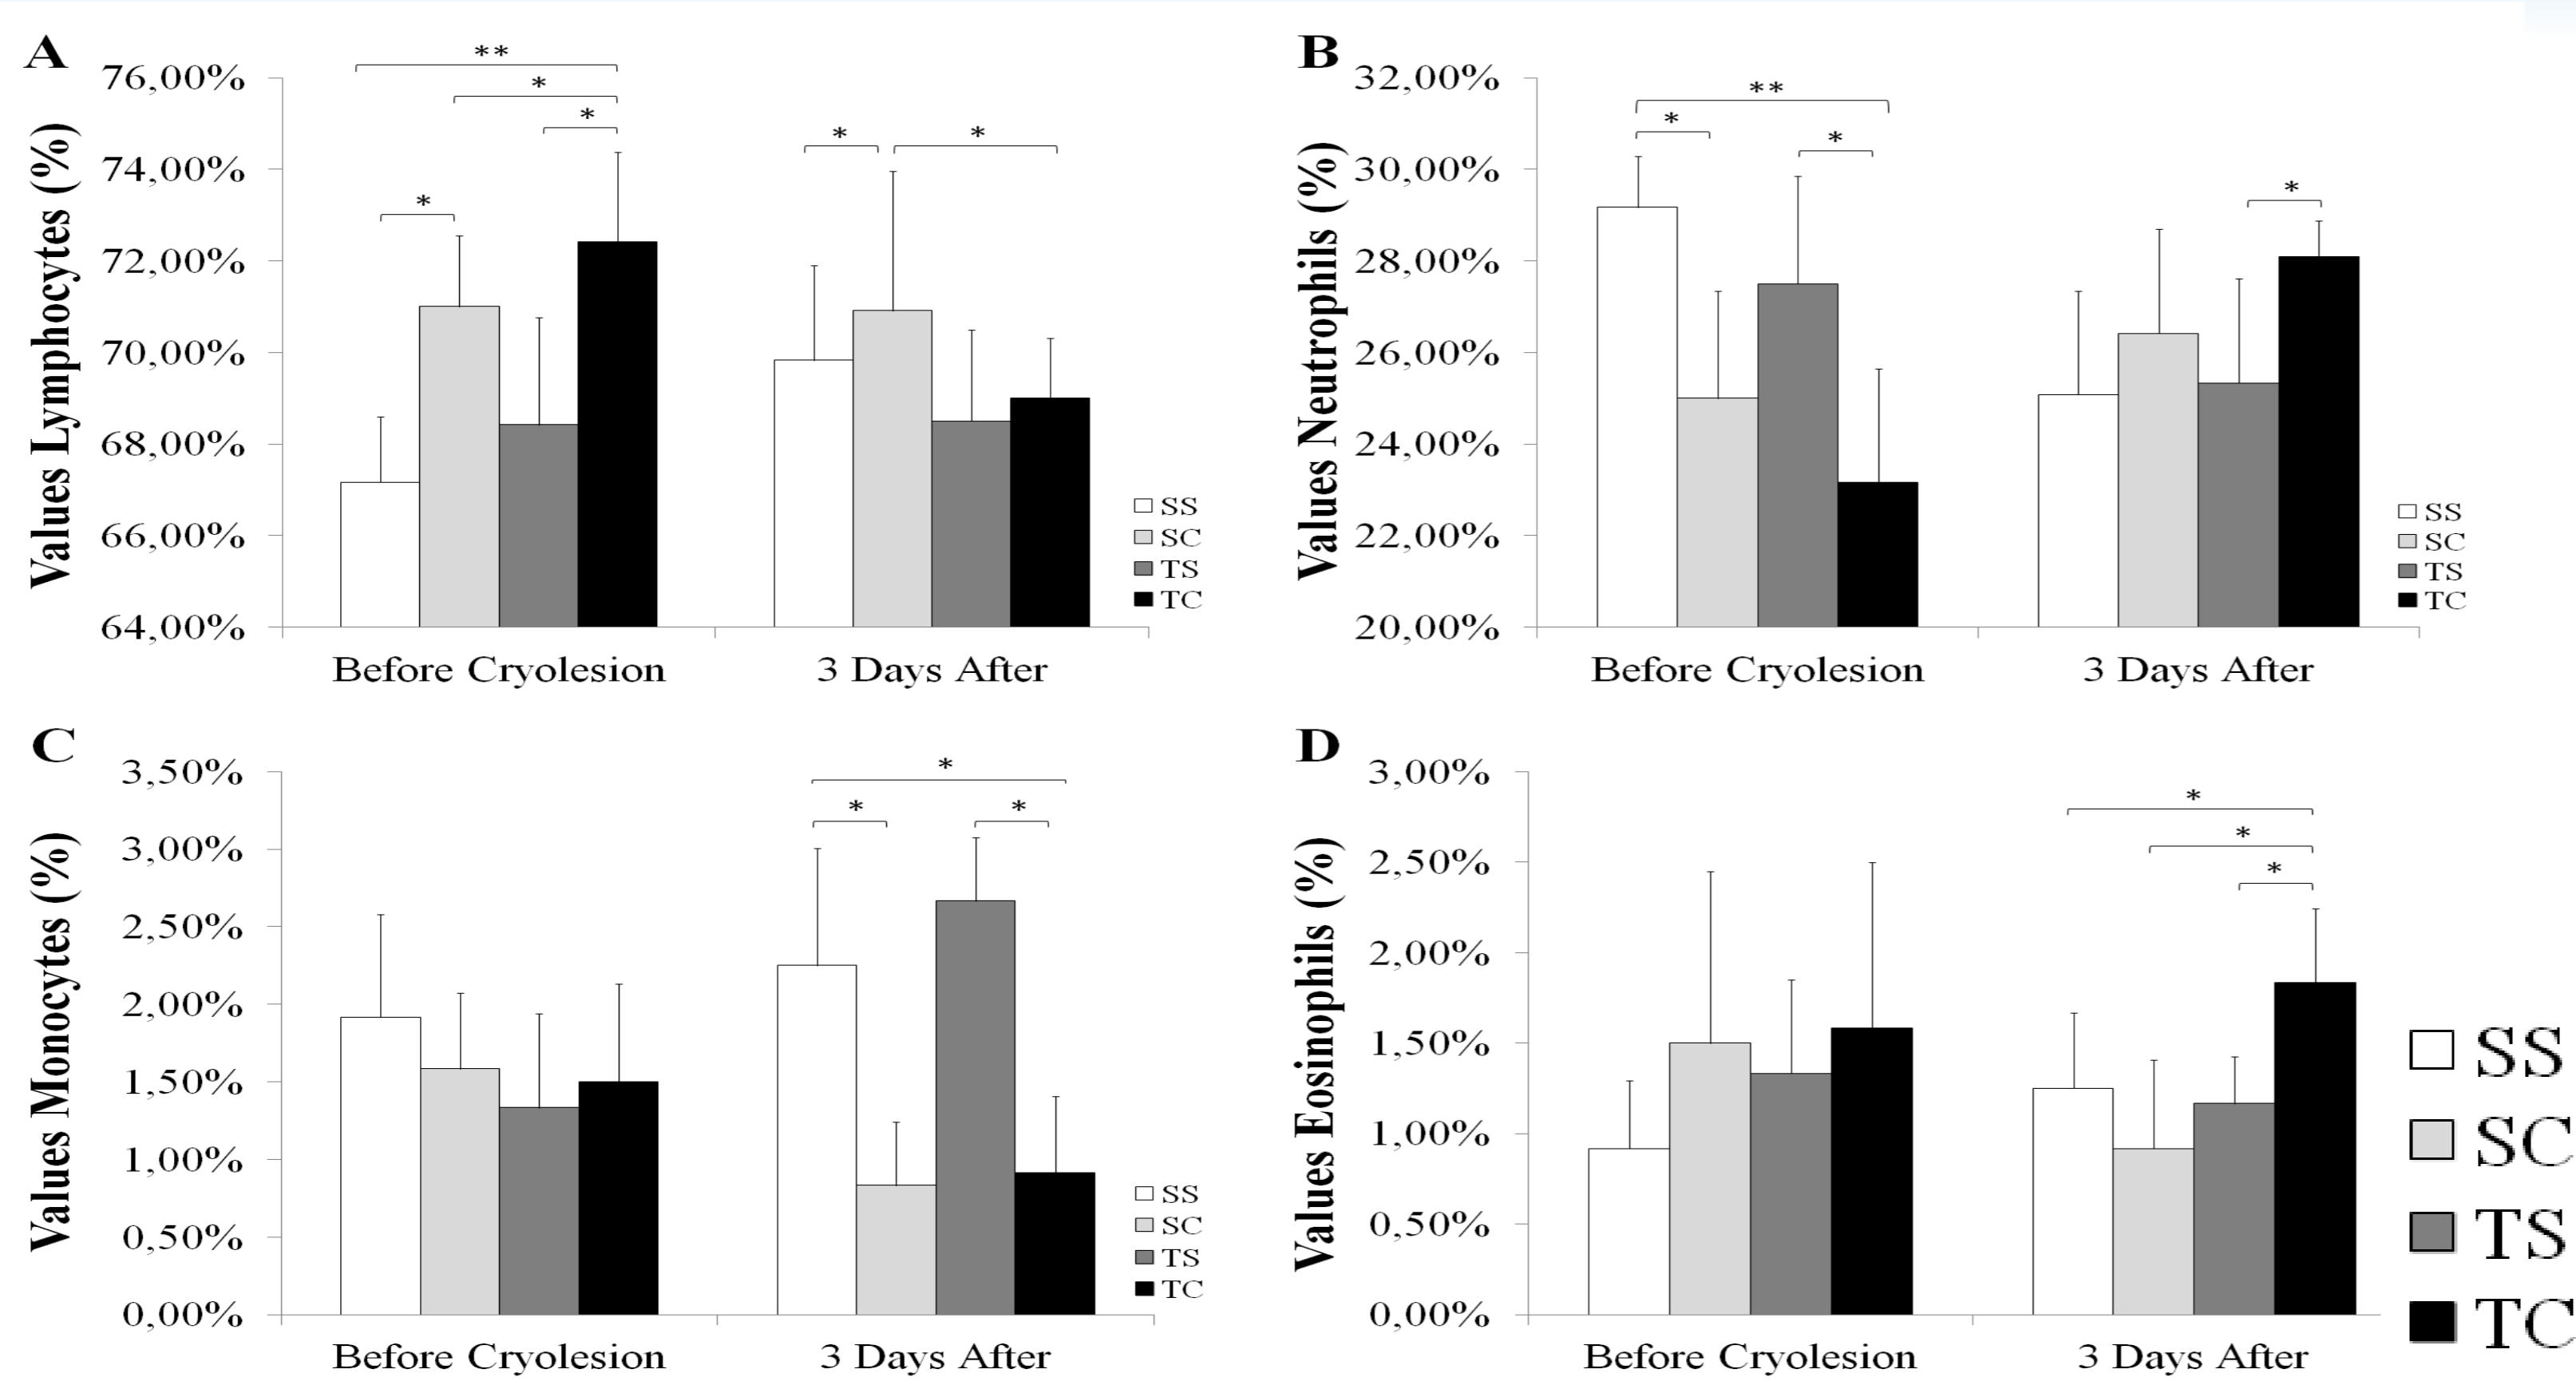 A
**
76,00%
*
*
74,00%
*
*
*
72,00%
70,00%
68,00%
66,00%
64,00%
Values Lymphocytes (%)
SS
SC
TS
TC
Before Cryolesion
3 Days After
B
32,00%
**
*
*
30,00%
*
28,00%
26,00%
24,00%
22,00%
20,00%
Values Neutrophils (%)
SS
SC
TS
TC
Before Cryolesion
3 Days After
C
3,50%
*
*
*
3,00%
2,50%
2,00%
1,50%
1,00%
0,50%
0,00%
Values Monocytes (%)
SS
SC
TS
TC
Before Cryolesion
3 Days After
D
3,00%
*
*
*
2,50%
2,00%
1,50%
1,00%
0,50%
0,00%
Values Eosinophils (%)
SS
SC
TS
TC
Before Cryolesion
3 Days After